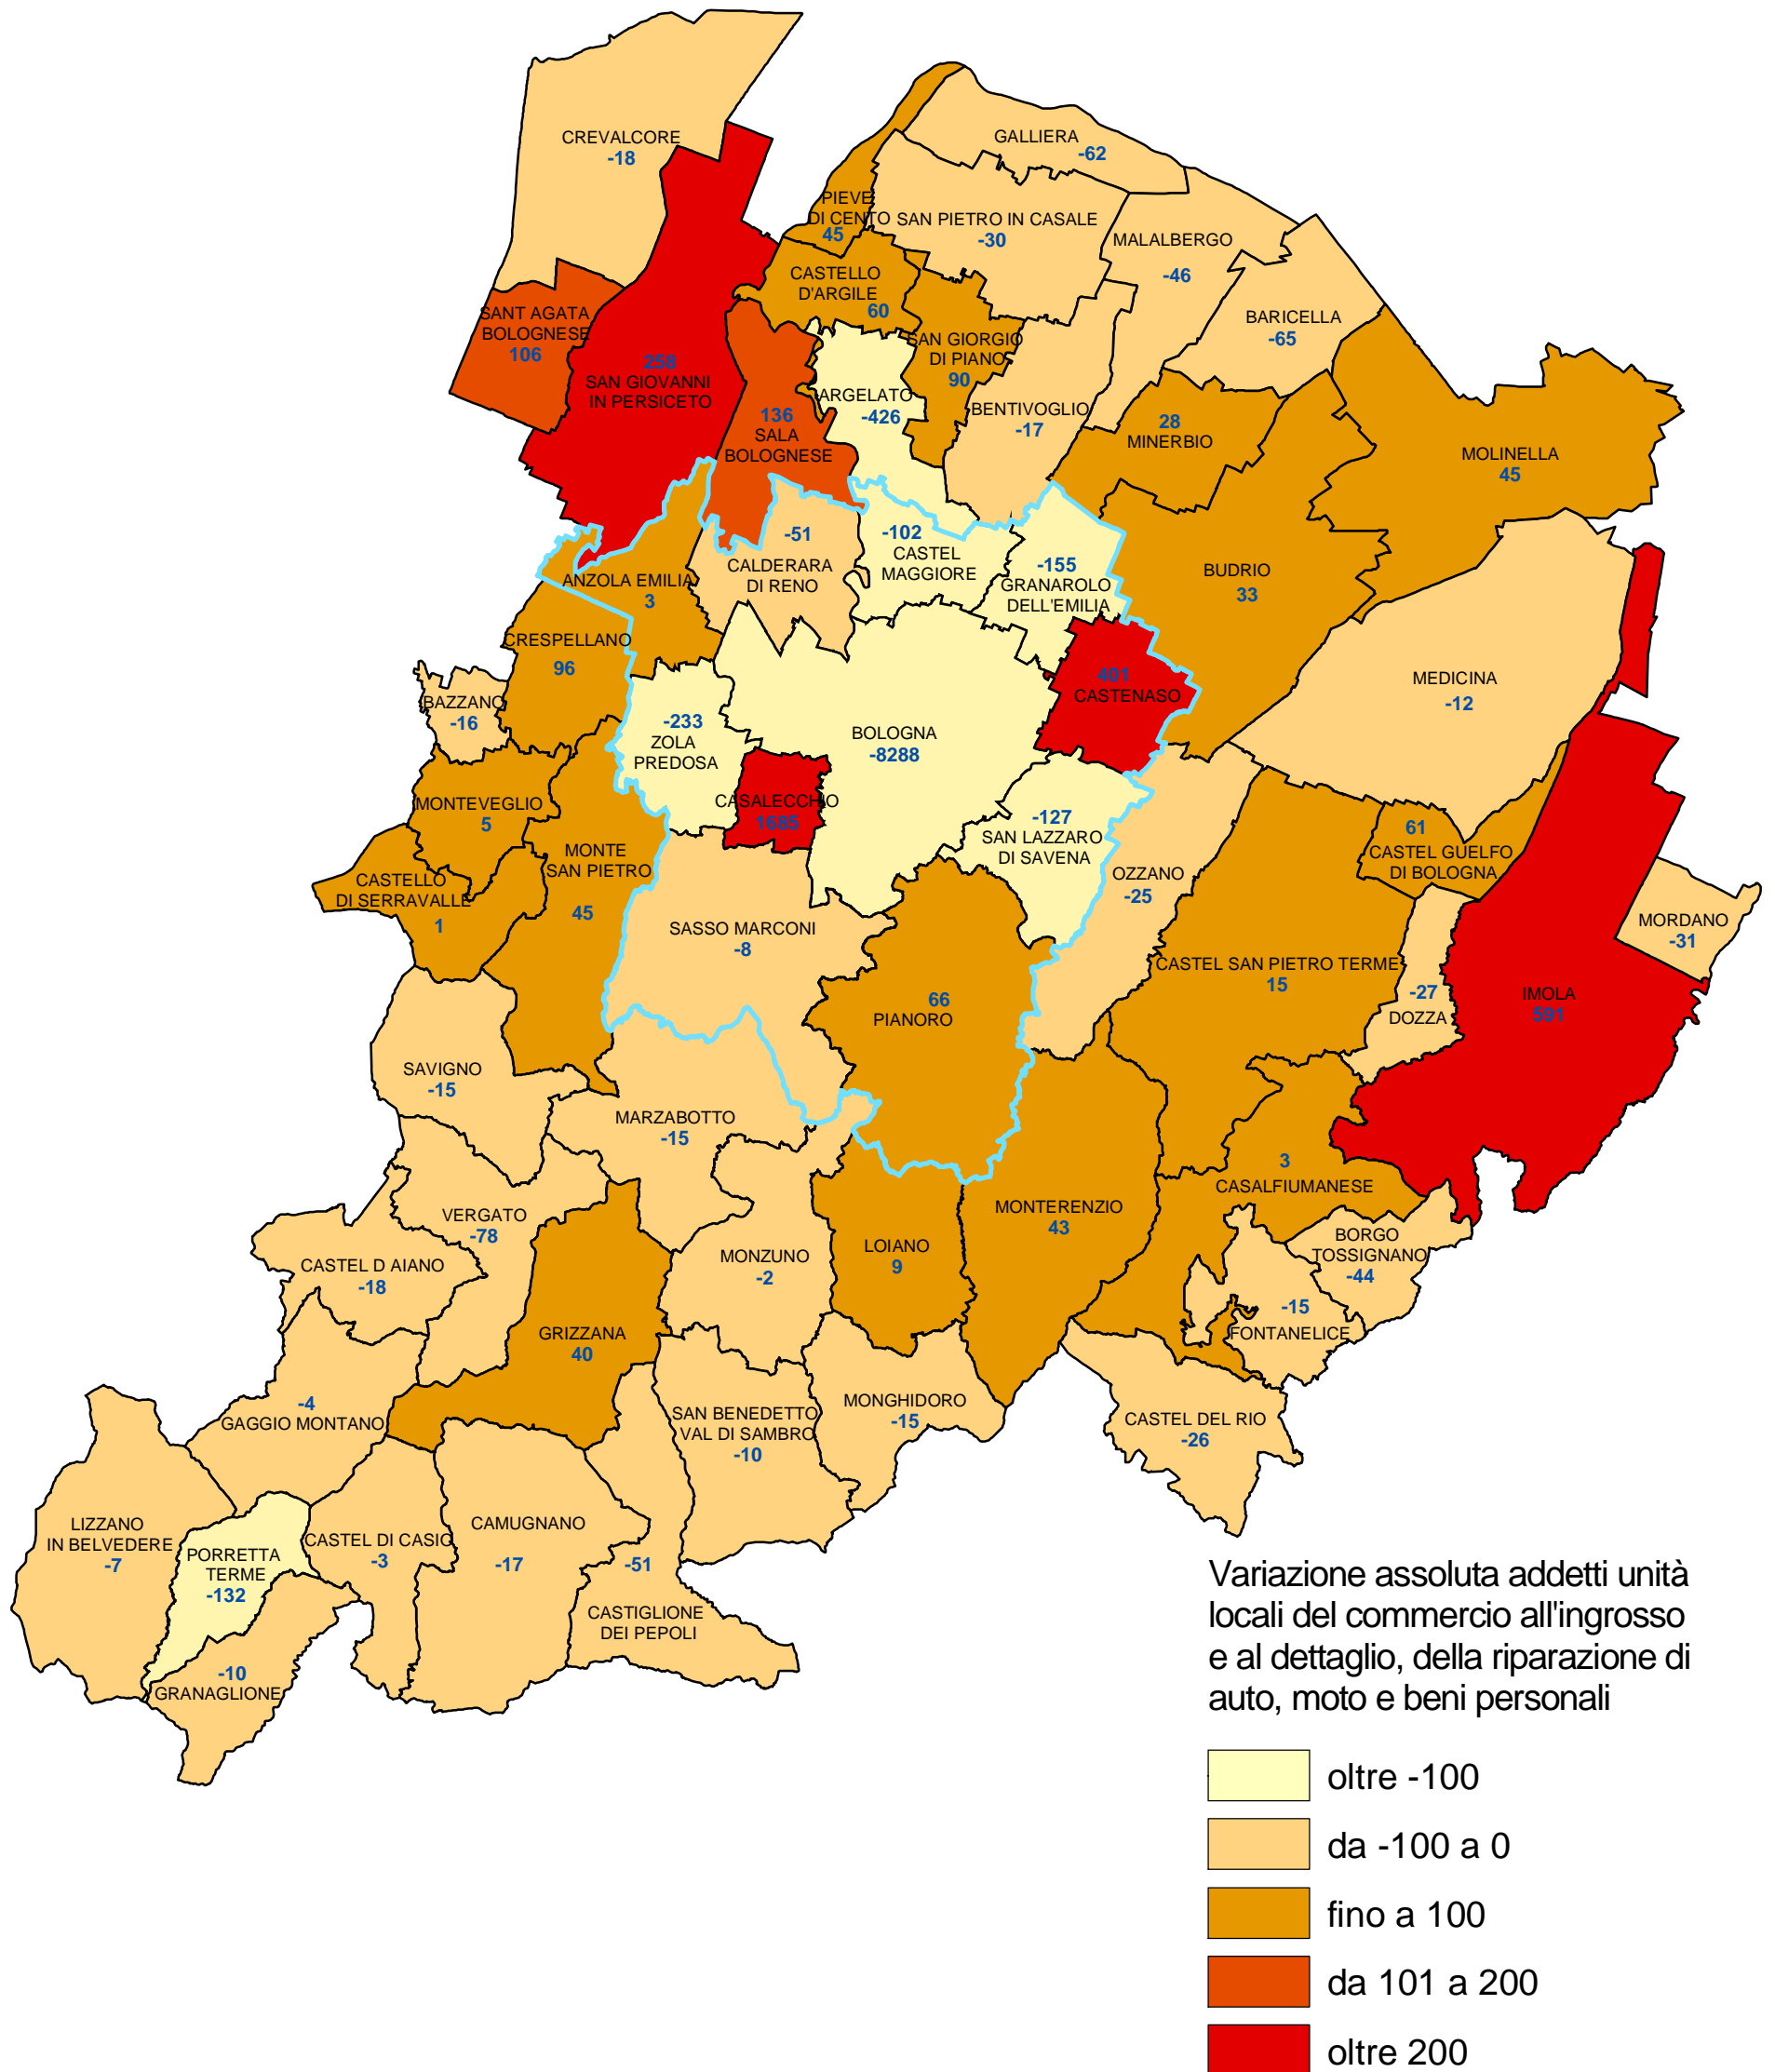 CREVALCORE
-18
GALLIERA
-62
PIEVE
DI CENTO
45
SAN PIETRO IN CASALE
-30
MALALBERGO
-46
CASTELLO
D'ARGILE
60
SANT AGATA
BOLOGNESE
106
BARICELLA
-65
SAN GIORGIO
DI PIANO
90
258
SAN GIOVANNI
IN PERSICETO
ARGELATO
-426
136
SALA
BOLOGNESE
BENTIVOGLIO
-17
28
MINERBIO
MOLINELLA
45
-51
CALDERARA
DI RENO
-102
CASTEL
MAGGIORE
-155
GRANAROLO
DELL'EMILIA
BUDRIO
33
ANZOLA EMILIA
3
CRESPELLANO
96
401
CASTENASO
MEDICINA
-12
BAZZANO
-16
-233
ZOLA
PREDOSA
BOLOGNA
-8288
MONTEVEGLIO
5
CASALECCHIO
1685
-127
SAN LAZZARO
DI SAVENA
61
CASTEL GUELFO
DI BOLOGNA
MONTE
SAN PIETRO
45
CASTELLO
DI SERRAVALLE
1
OZZANO
-25
SASSO MARCONI
-8
MORDANO
-31
CASTEL SAN PIETRO TERME
15
-27
DOZZA
IMOLA
591
66
PIANORO
SAVIGNO
-15
MARZABOTTO
-15
3
CASALFIUMANESE
VERGATO
-78
MONTERENZIO
43
LOIANO
9
MONZUNO
-2
BORGO
TOSSIGNANO
-44
CASTEL D AIANO
-18
-15
FONTANELICE
GRIZZANA
40
-4
GAGGIO MONTANO
SAN BENEDETTO
VAL DI SAMBRO
-10
MONGHIDORO
-15
CASTEL DEL RIO
-26
LIZZANO
IN BELVEDERE
-7
PORRETTA
TERME
-132
CASTEL DI CASIO
-3
CAMUGNANO
-17
-51
CASTIGLIONE
DEI PEPOLI
-10
GRANAGLIONE
Variazione assoluta addetti unità
locali del commercio all'ingrosso
e al dettaglio, della riparazione di
auto, moto e beni personali
oltre -100
da -100 a 0
fino a 100
da 101 a 200
oltre 200